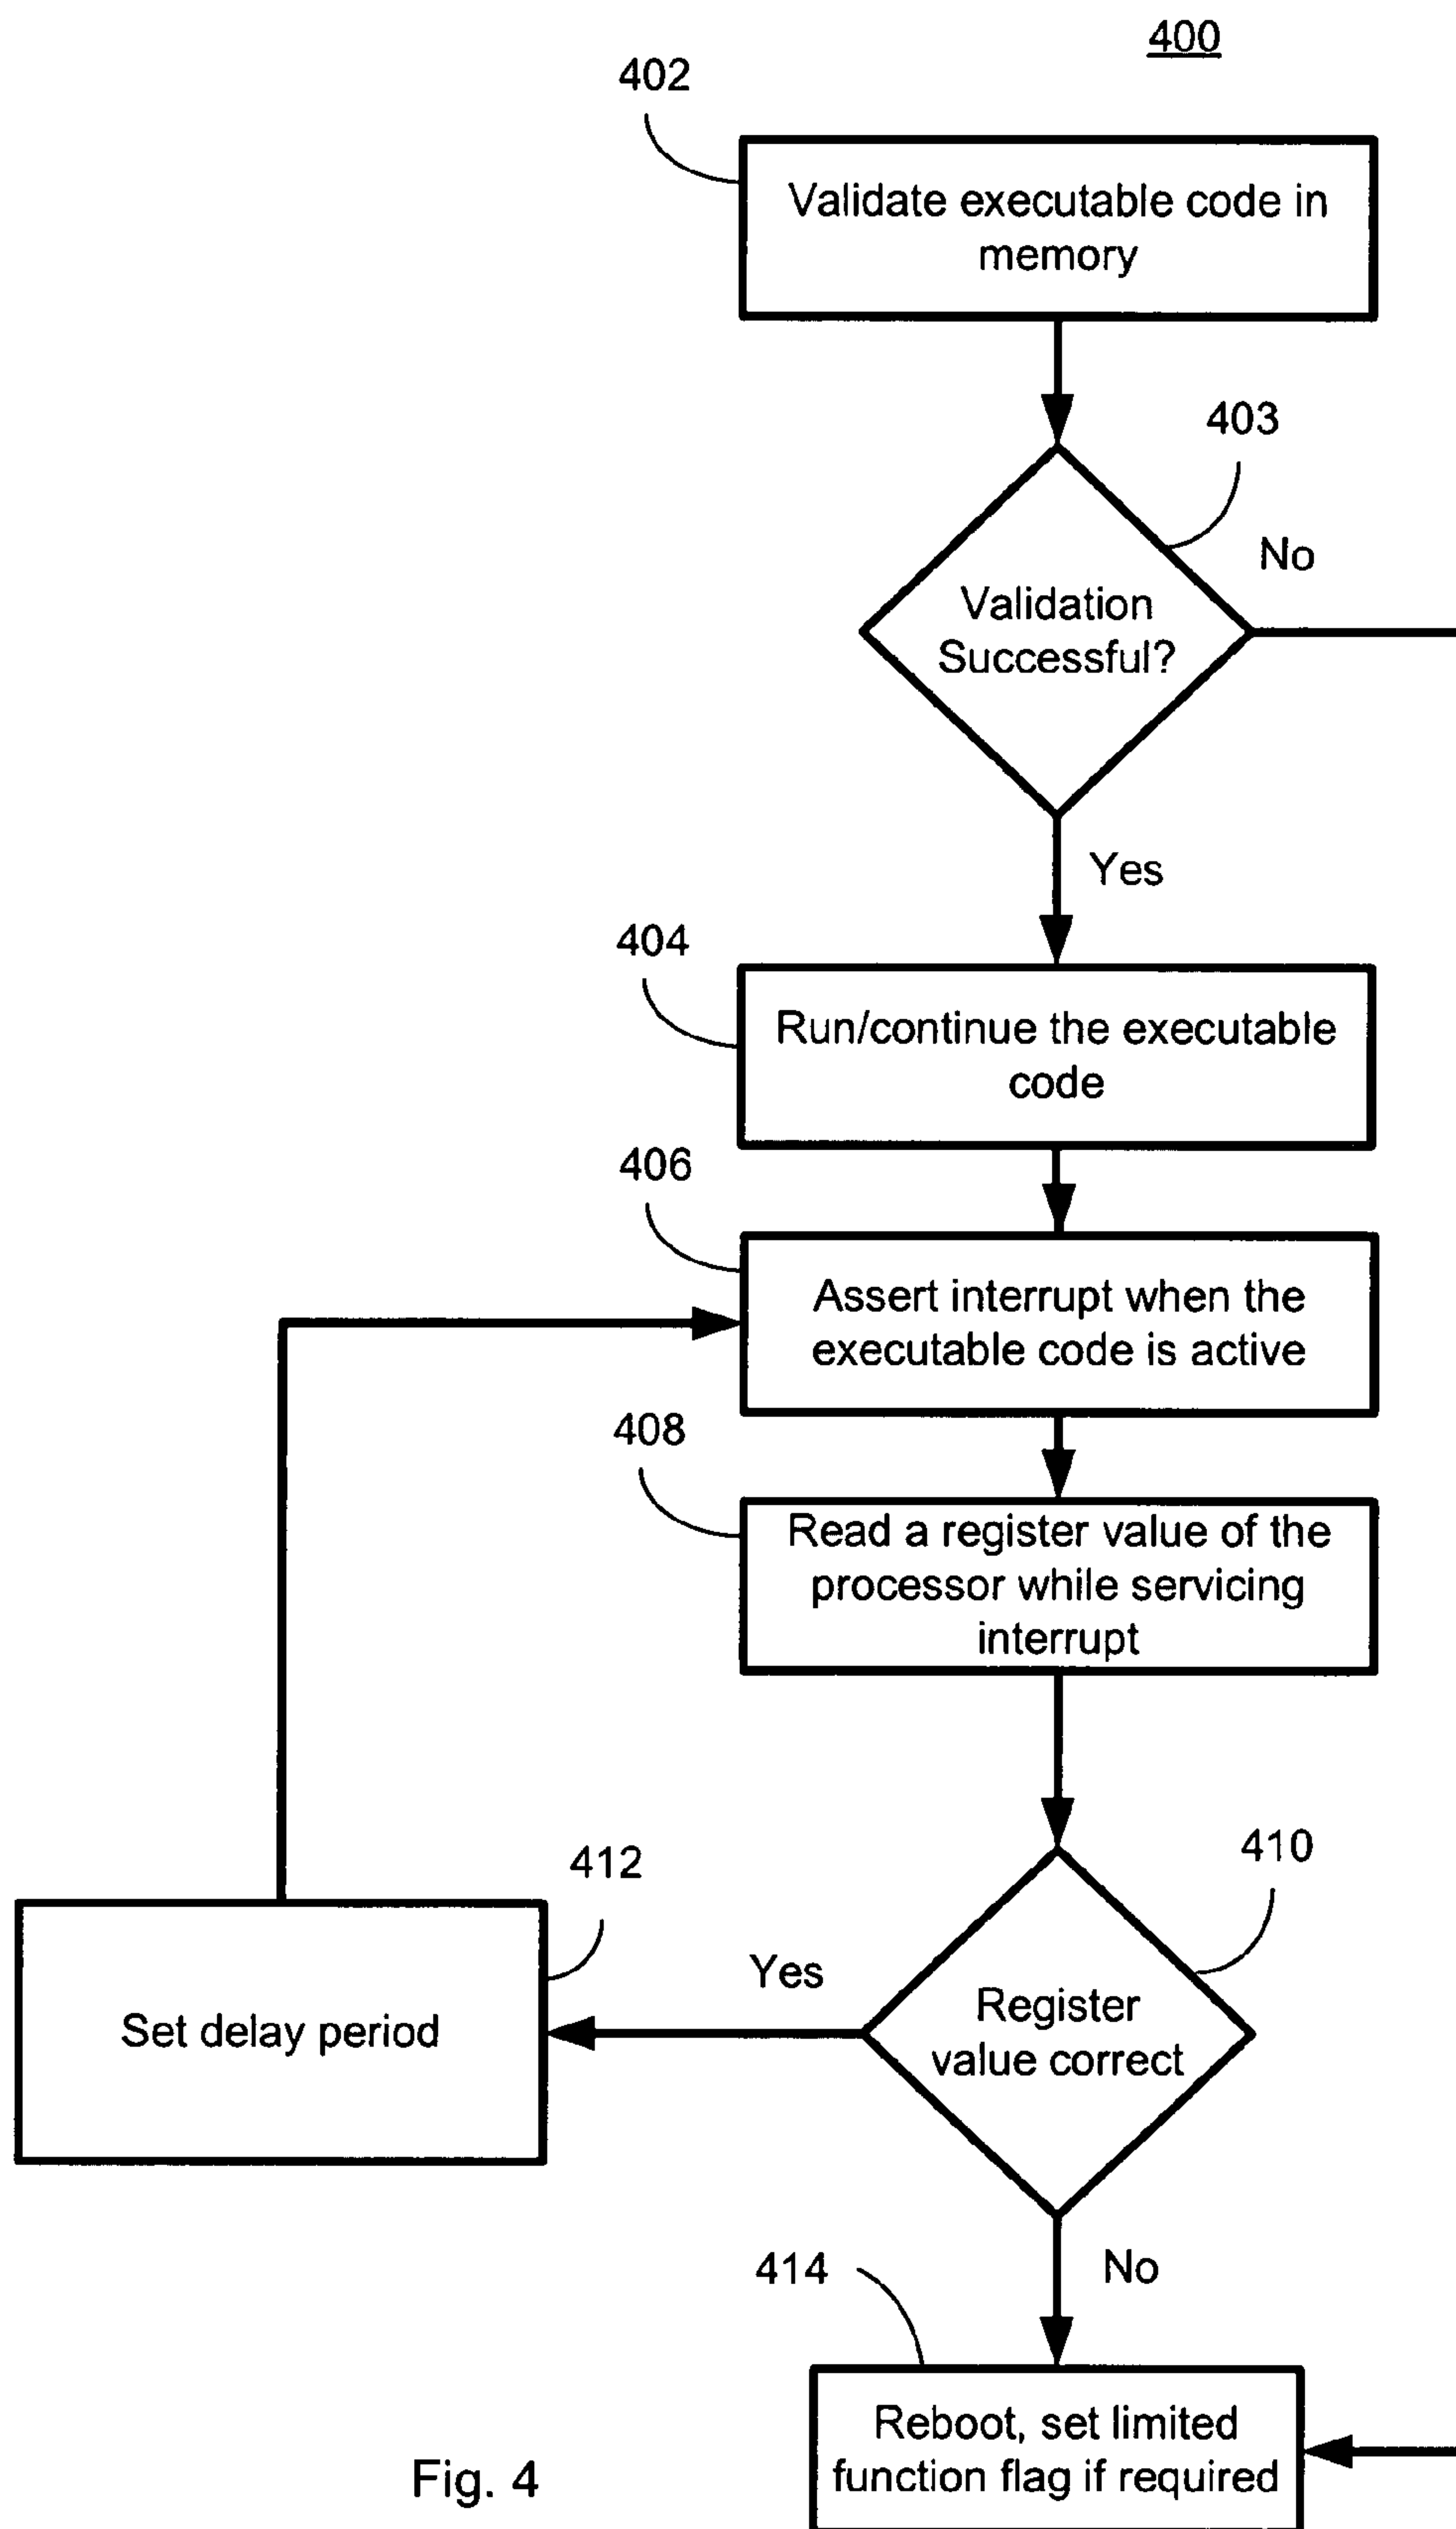 400
402
Validate executable code in
memory
403
No
Validation
Successful?
Yes
404
Run/continue the executable
code
406
Assert interrupt when the
executable code is active
408
Read a register value of the
processor while servicing
interrupt
410
412
Yes
Register
value correct
Set delay period
No
414
Reboot, set limited
function flag if required
Fig. 4